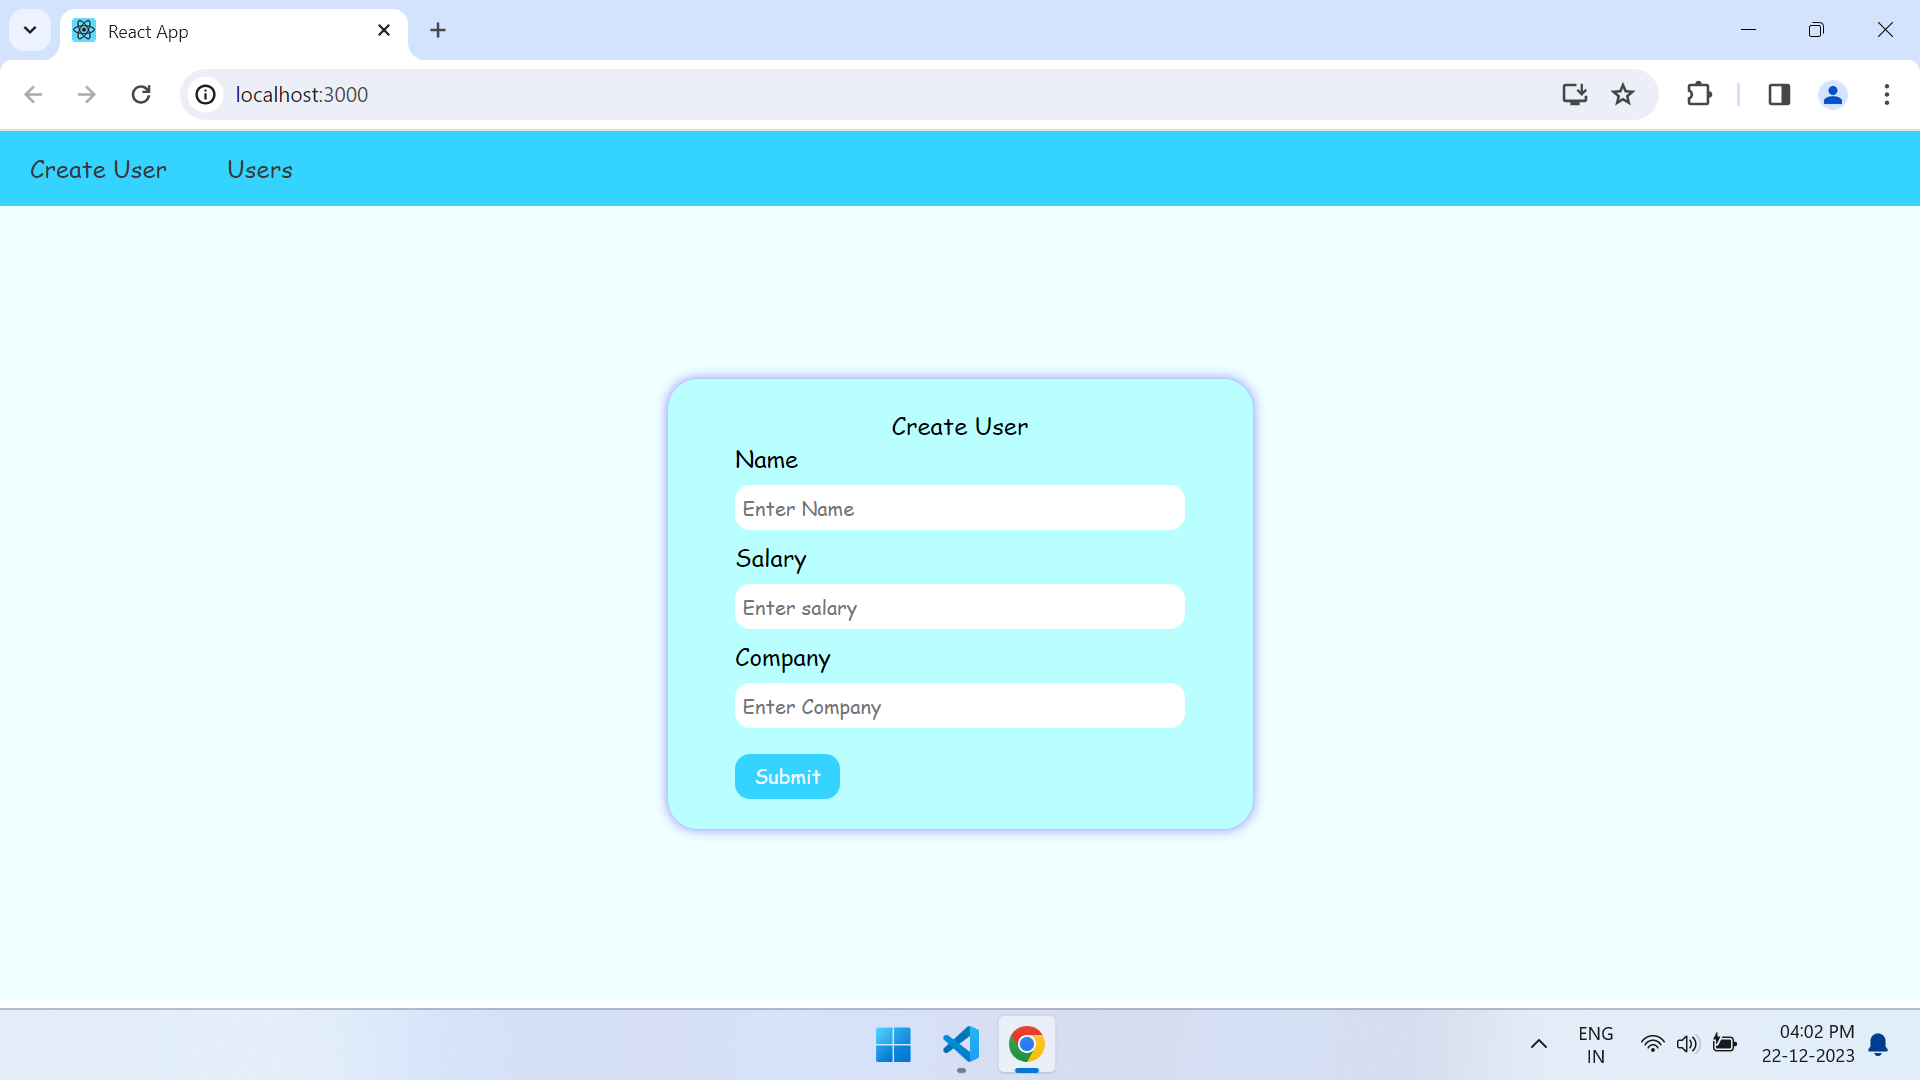 React App
localhost:3000
Create User Users
Create User
Name
Enter Name
Salary
Enter salary
Company
Enter Company
Submit
ENG
IN
04:02 PM
22-12-2023